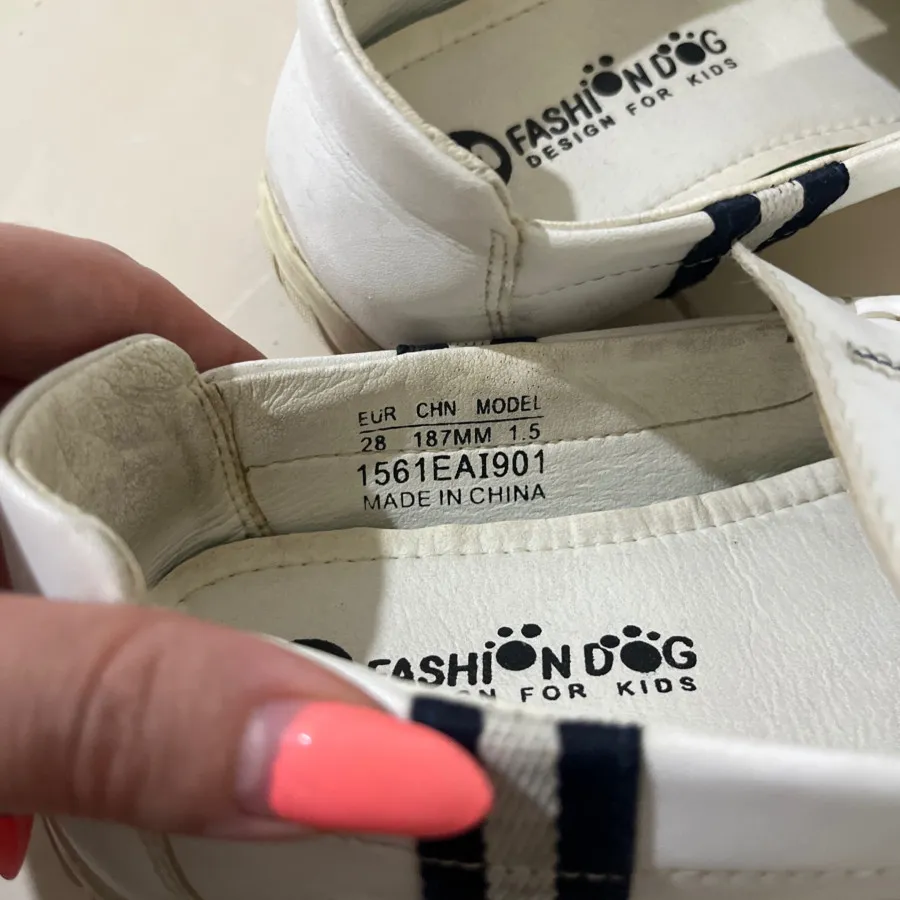 FASHION DOG
DESIGN FOR KIDS
EUR CHN MODEL
28 187MM 1.5
1561EAI901
MADE IN CHINA
FASHION DOG
FOR KIDS